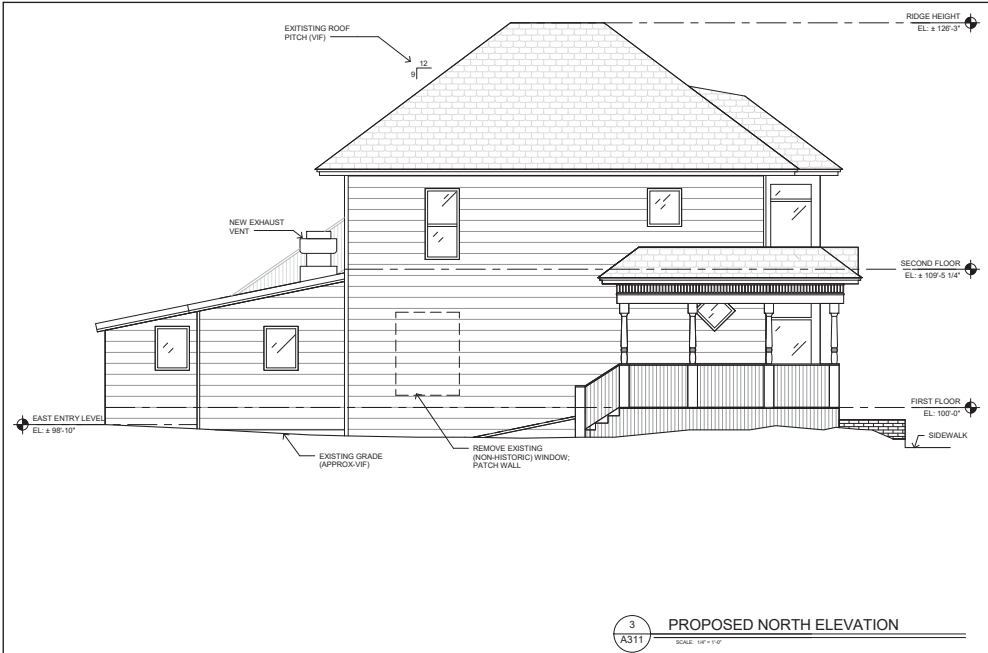 EXITISTING ROOF
PITCH (VIF)
12
9
RIDGE HEIGHT
EL: ± 126'-3"
NEW EXHAUST
VENT
SECOND FLOOR
EL: ± 109'-5 1/4"
FIRST FLOOR
EL: 100'-0"
EAST ENTRY LEVEL
EL: ± 98'-10"
SIDEWALK
EXISTING GRADE
(APPROX-VIF)
REMOVE EXISTING
(NON-HISTORIC) WINDOW;
PATCH WALL
3
A311
PROPOSED NORTH ELEVATION
SCALE: 1/4" = 1'-0"